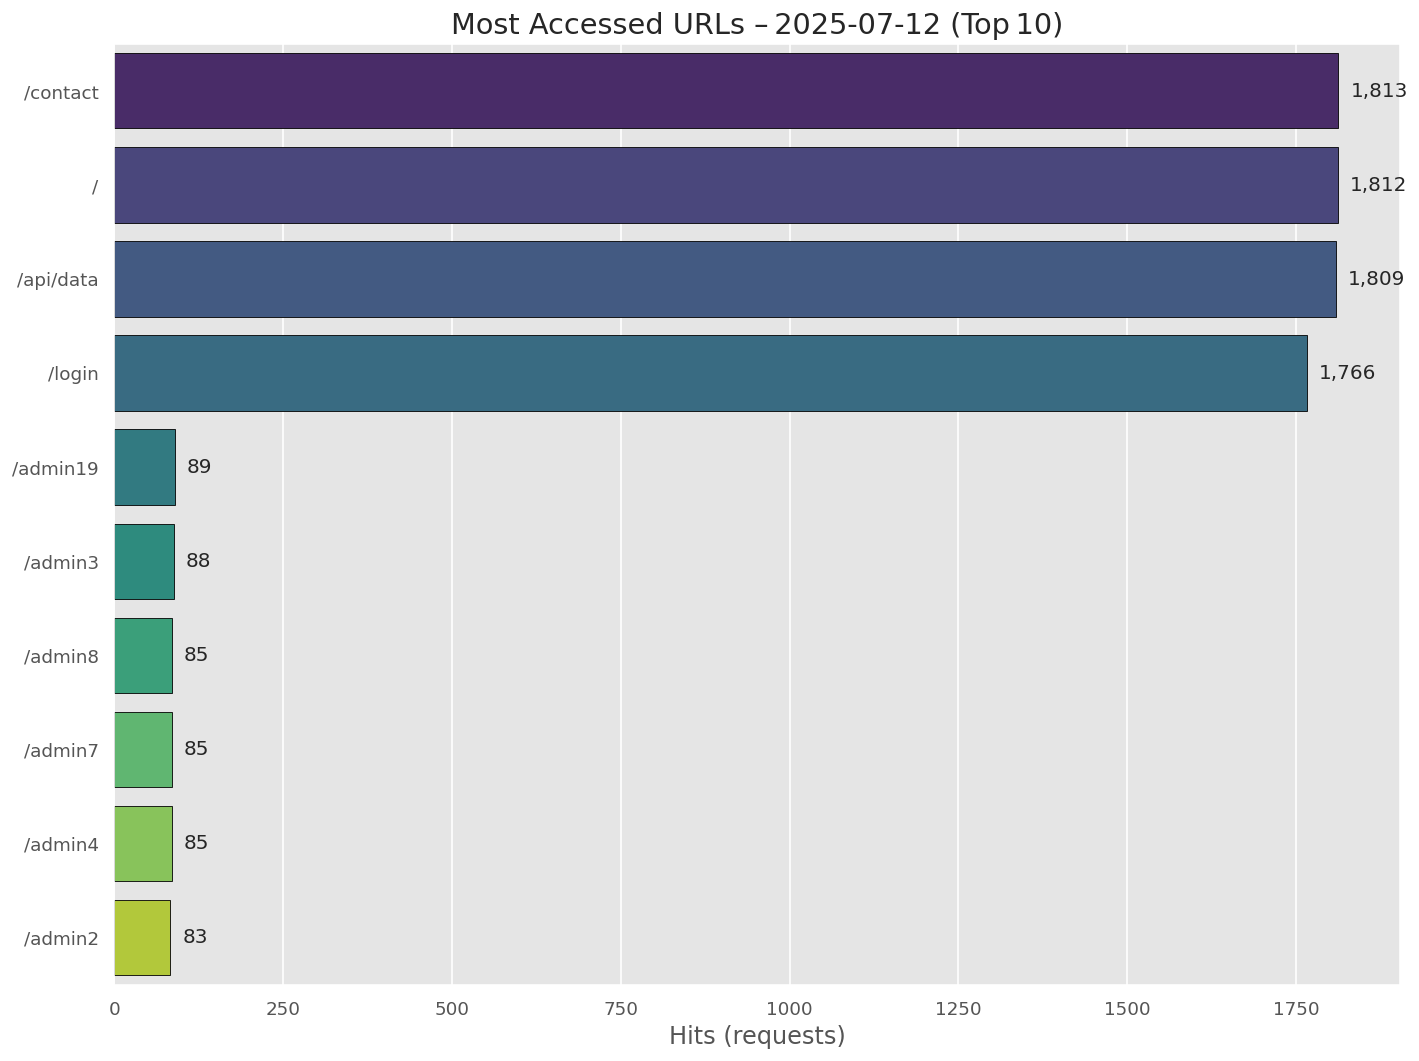 Most Accessed URLs – 2025-07-12 (Top 10)
/contact 1,813
/ 1,812
/api/data 1,809
/login 1,766
/admin19 89
/admin3 88
/admin8 85
/admin7 85
/admin4 85
/admin2 83
0 250 500 750 1000 1250 1500 1750
Hits (requests)